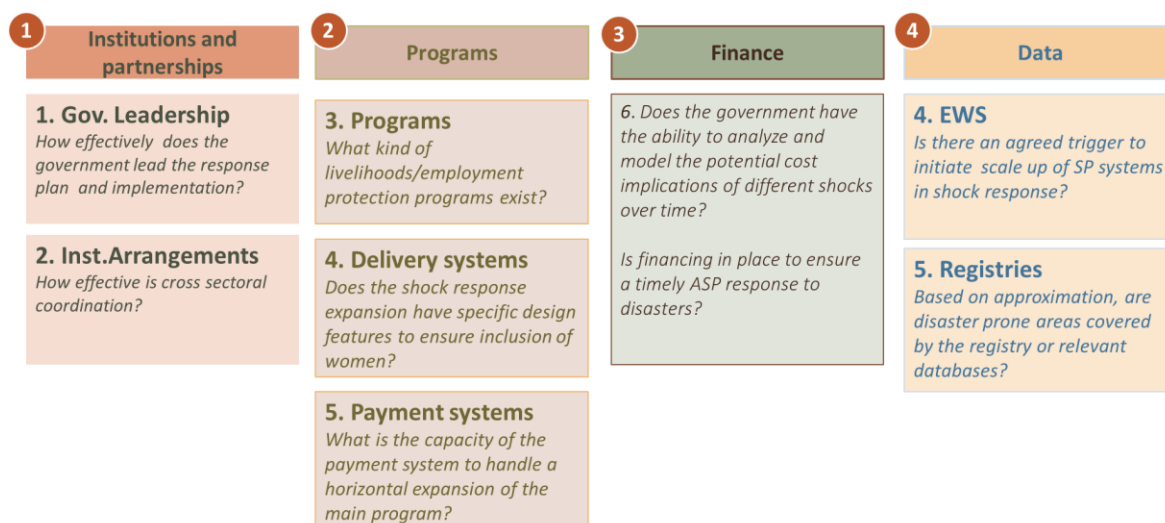 1
Institutions and
partnerships
1. Gov. Leadership
How effectively does the
government lead the response
plan and implementation?
2. Inst.Arrangements
How effective is cross sectoral
coordination?
2
Programs
3. Programs
What kind of
livelihoods/employment
protection programs exist?
4. Delivery systems
Does the shock response
expansion have specific design
features to ensure inclusion of
women?
5. Payment systems
What is the capacity of the
payment system to handle a
horizontal expansion of the
main program?
3
Finance
6. Does the government have
the ability to analyze and
model the potential cost
implications of different shocks
over time?
Is financing in place to ensure
a timely ASP response to
disasters?
4
Data
4. EWS
Is there an agreed trigger to
initiate scale up of SP systems
in shock response?
5. Registries
Based on approximation, are
disaster prone areas covered
by the registry or relevant
databases?